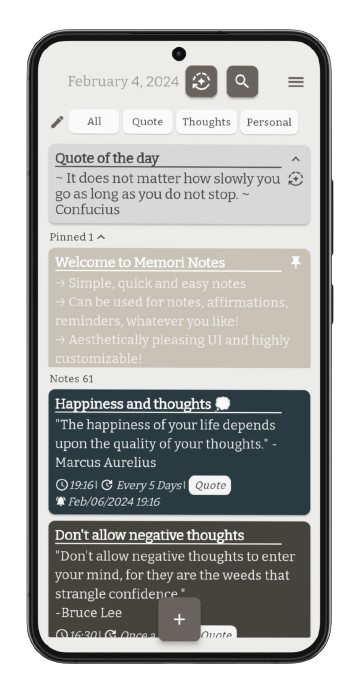 February 4, 2024
All Quote Thoughts Personal
Quote of the day
~ It does not matter how slowly you
go as long as you do not stop. ~
Confucius
Pinned 1
Welcome to Memori Notes
→ Simple, quick and easy notes
→ Can be used for notes, affirmations,
reminders, whatever you like!
→ Aesthetically pleasing UI and highly
customizable!
Notes 61
Happiness and thoughts 💭
"The happiness of your life depends
upon the quality of your thoughts." -
Marcus Aurelius
19:16| Every 5 Days| Quote
Feb/06/2024 19:16
Don't allow negative thoughts
"Don't allow negative thoughts to enter
your mind, for they are the weeds that
strangle confidence."
-Bruce Lee
+
16:30| Once a Quote